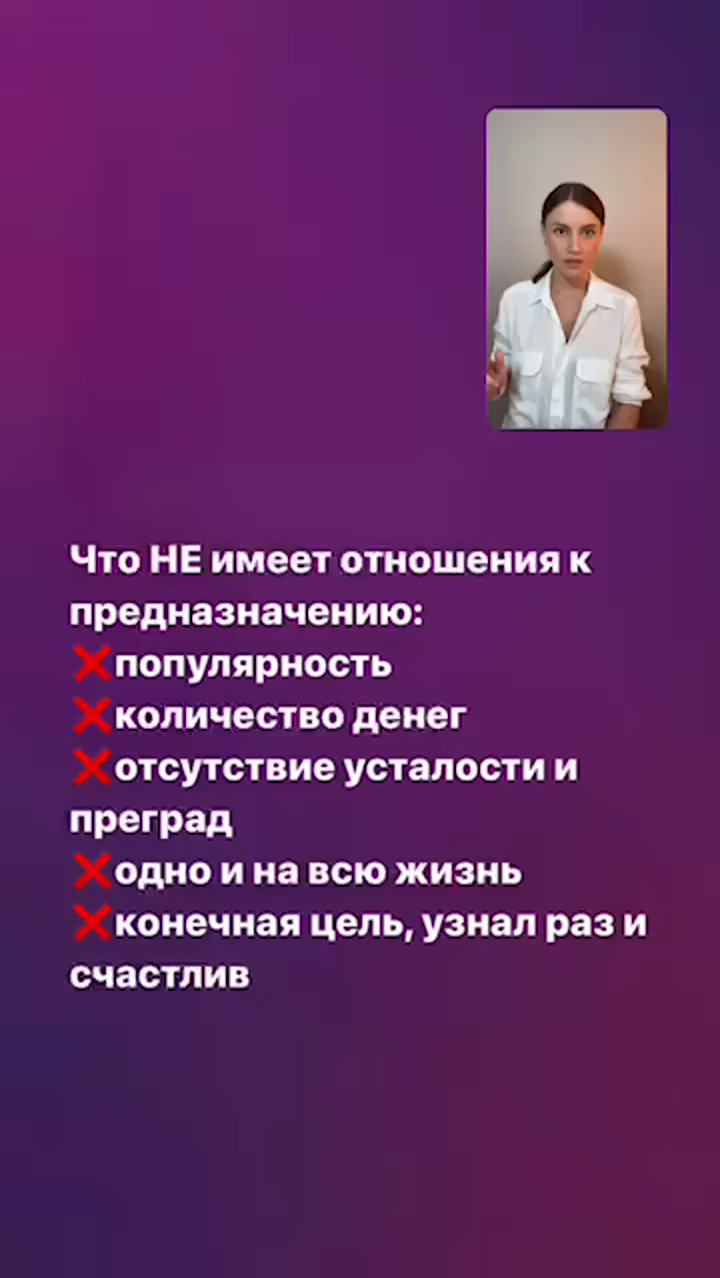 Что НЕ имеет отношения к
предназначению:
❌популярность
❌количество денег
❌отсутствие усталости и
преград
❌одно и на всю жизнь
❌конечная цель, узнал раз и
счастлив